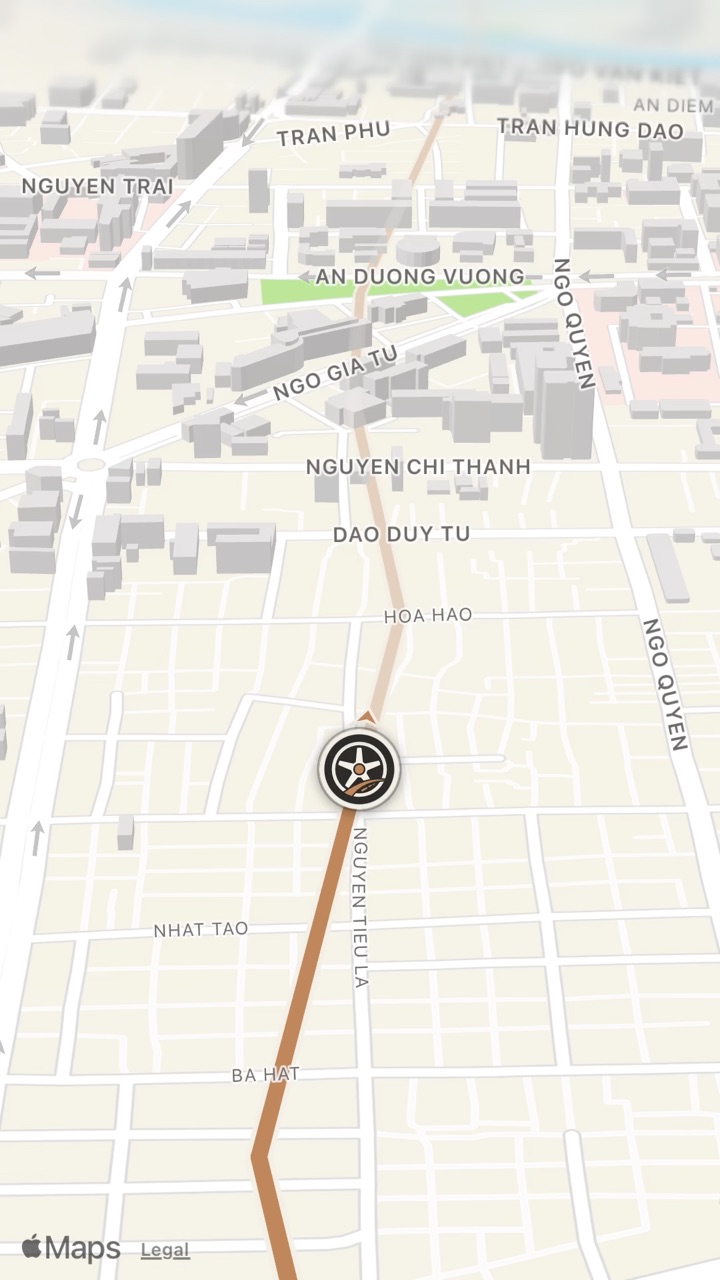 AN DIEM
TRAN PHU
TRAN HUNG DAO
NGUYEN TRAI
AN DUONG VUONG
NGO QUYEN
NGO GIA TU
NGUYEN CHI THANH
DAO DUY TU
HOA HAO
NGO QUYEN
NGUYEN TIEU LA
NHAT TAO
BA HAT
Maps
Legal